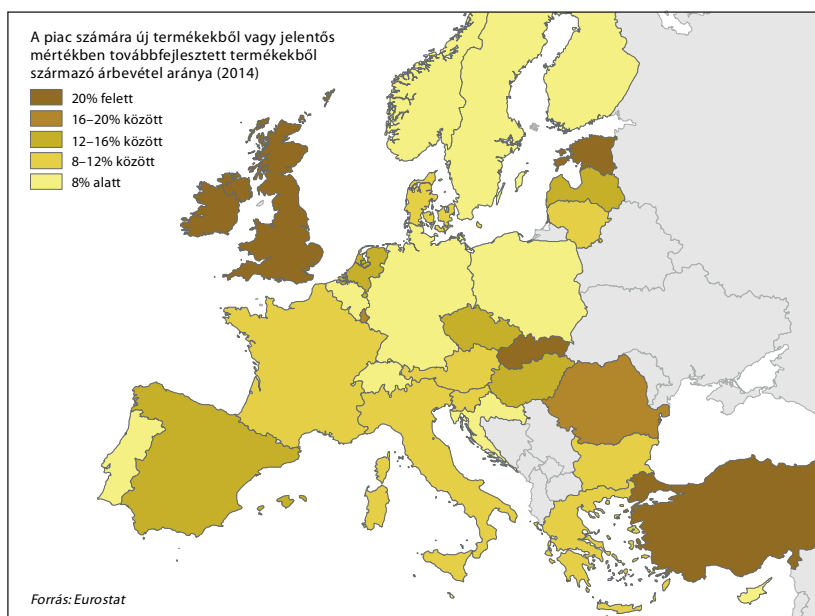 A piac számára új termékekből vagy jelentős
mértékben továbbfejlesztett termékekből
származó árbevétel aránya (2014)
20% felett
16–20% között
12–16% között
8–12% között
8% alatt
Forrás: Eurostat